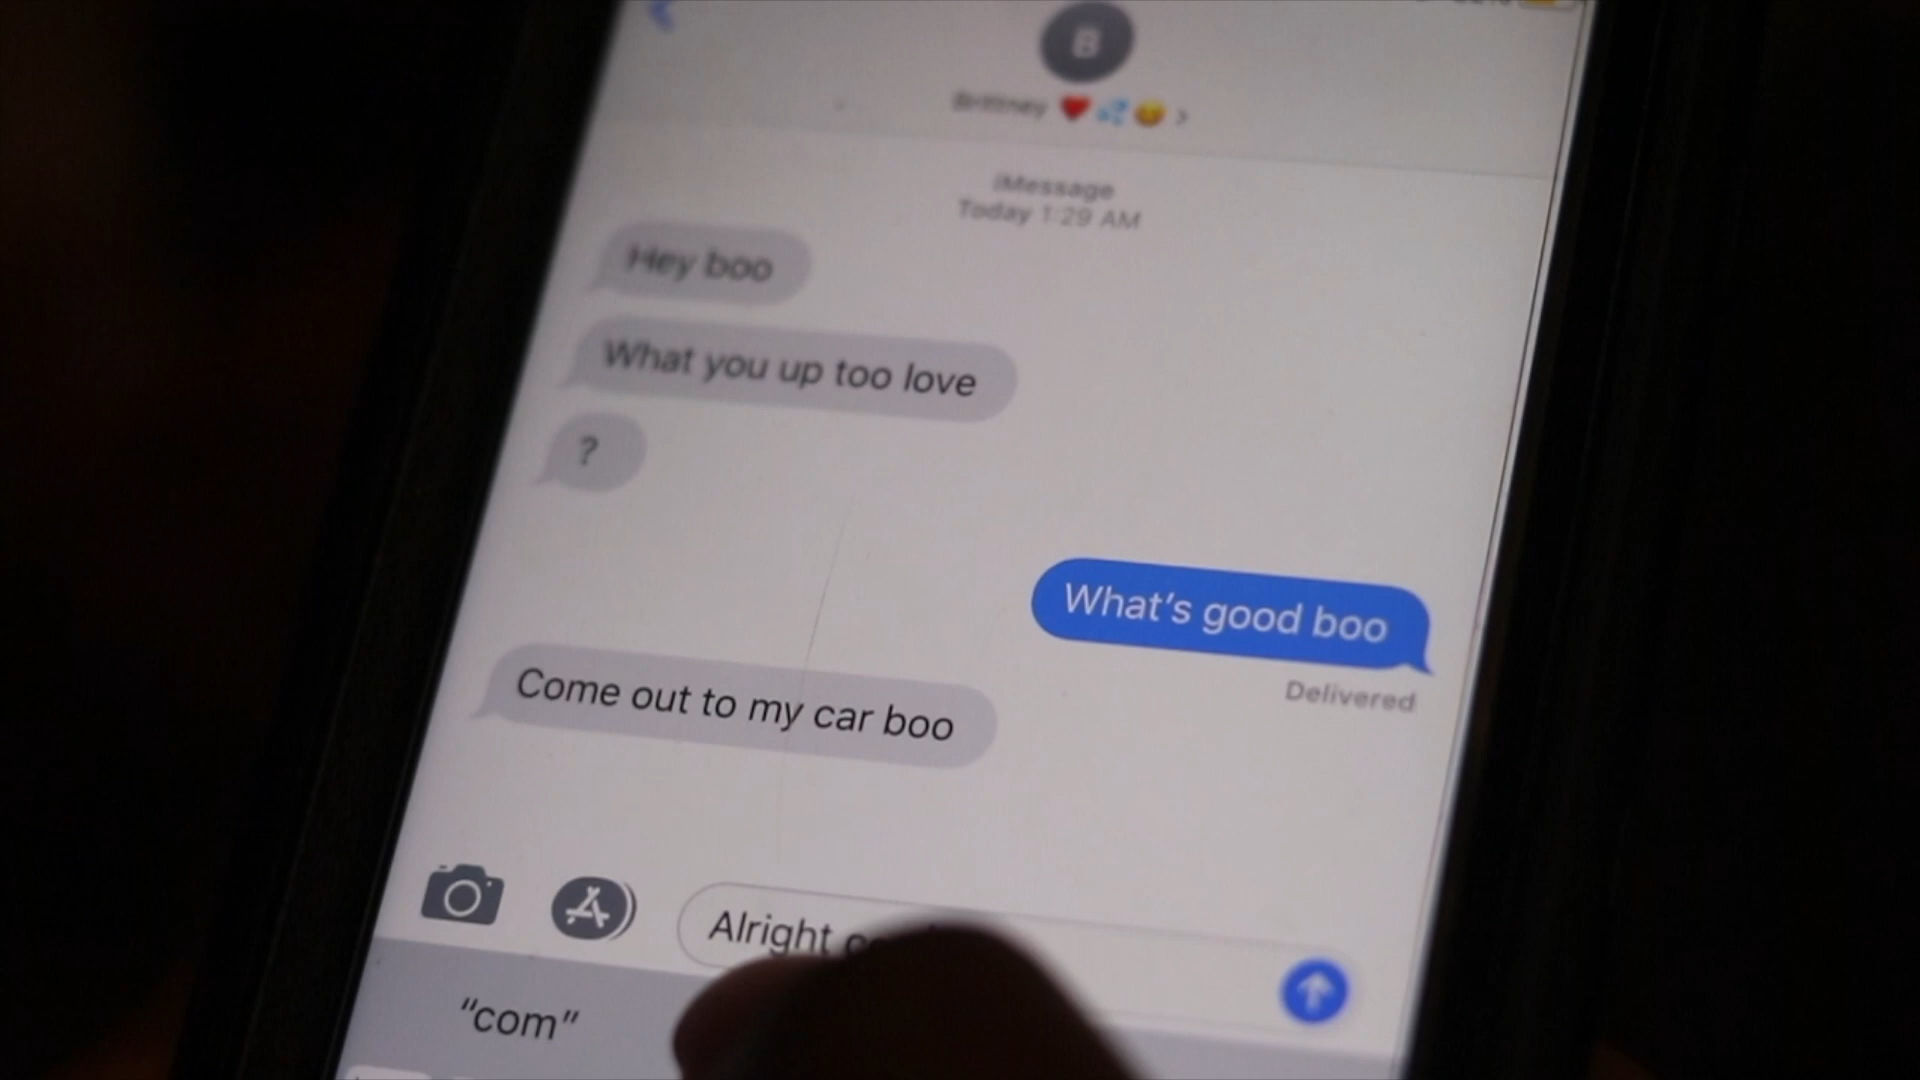 B
Brittney ❤️💦😖 >
iMessage
Today 1:29 AM
Hey boo
What you up too love
?
What's good boo
Delivered
Come out to my car boo
Alright
“com”